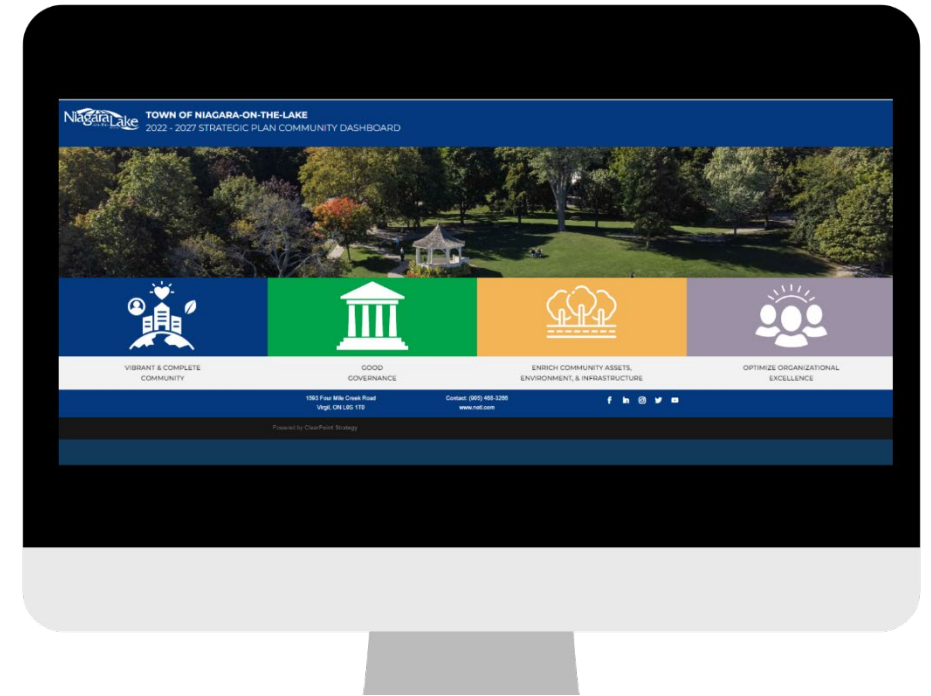 Niagara Lake
TOWN OF NIAGARA-ON-THE-LAKE
2022 - 2027 STRATEGIC PLAN COMMUNITY DASHBOARD
VIBRANT & COMPLETE
COMMUNITY
GOOD
GOVERNANCE
ENRICH COMMUNITY ASSETS,
ENVIRONMENT, & INFRASTRUCTURE
OPTIMIZE ORGANIZATIONAL
EXCELLENCE
1593 Four Mile Creek Road
Virgil, ON L0S 1T0
Contact: (905) 468-3266
www.notl.com
Powered by ClearPoint Strategy